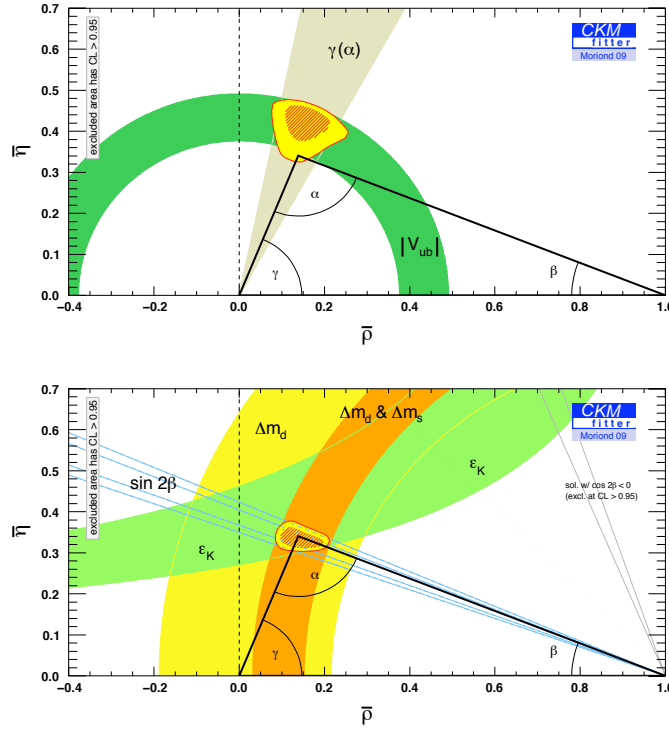 0.7
0.6
0.5
0.4
0.3
0.2
0.1
0.0
η
excluded area has CL > 0.95
γ(α)
CKM
fitter
Moriond 09
α
|V_ub|
γ
β
−0.4 −0.2 0.0 0.2 0.4 0.6 0.8 1.0
ρ
0.7
0.6
0.5
0.4
0.3
0.2
0.1
0.0
η
excluded area has CL > 0.95
Δm_d
Δm_d & Δm_s
CKM
fitter
Moriond 09
sin 2β
ε_K
sol. w/ cos 2β < 0
(excl. at CL > 0.95)
ε_K
α
γ
β
−0.4 −0.2 0.0 0.2 0.4 0.6 0.8 1.0
ρ